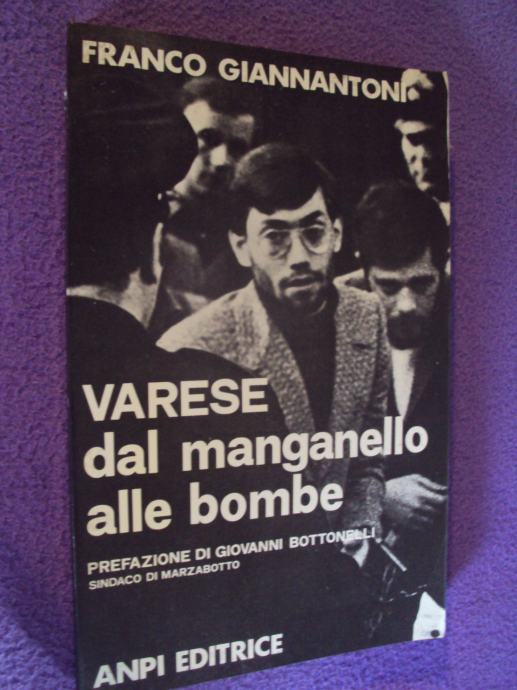 FRANCO GIANNANTONI
VARESE
dal manganello
alle bombe
PREFAZIONE DI GIOVANNI BOTTONELLI
SINDACO DI MARZABOTTO
ANPI EDITRICE